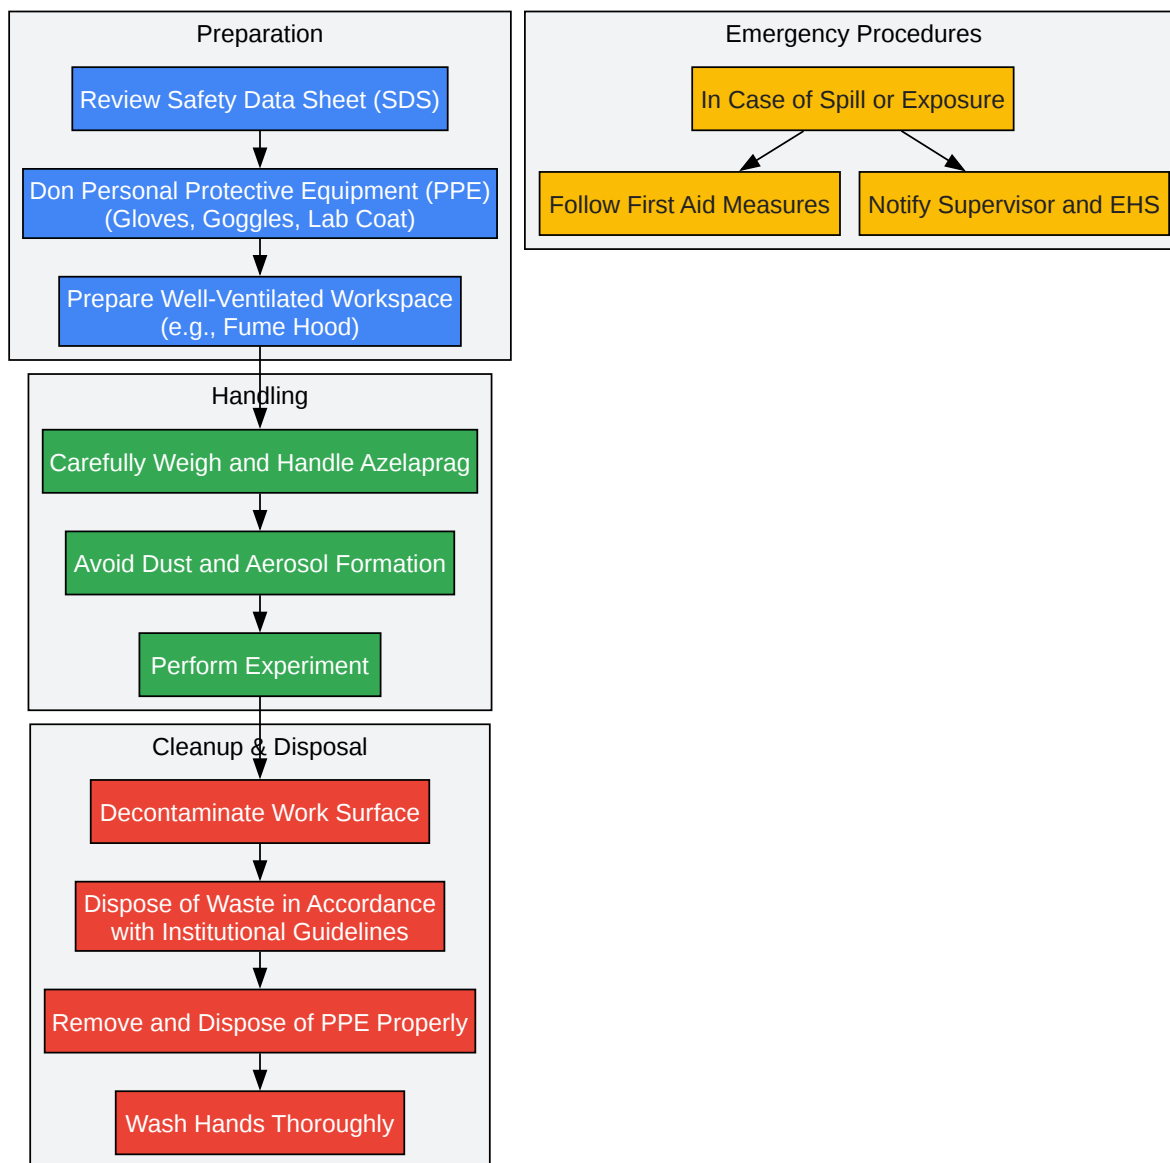 Preparation
Review Safety Data Sheet (SDS)
Don Personal Protective Equipment (PPE)
(Gloves, Goggles, Lab Coat)
Prepare Well-Ventilated Workspace
(e.g., Fume Hood)
Handling
Carefully Weigh and Handle Azelaprag
Avoid Dust and Aerosol Formation
Perform Experiment
Cleanup & Disposal
Decontaminate Work Surface
Dispose of Waste in Accordance
with Institutional Guidelines
Remove and Dispose of PPE Properly
Wash Hands Thoroughly
Emergency Procedures
In Case of Spill or Exposure
Follow First Aid Measures
Notify Supervisor and EHS